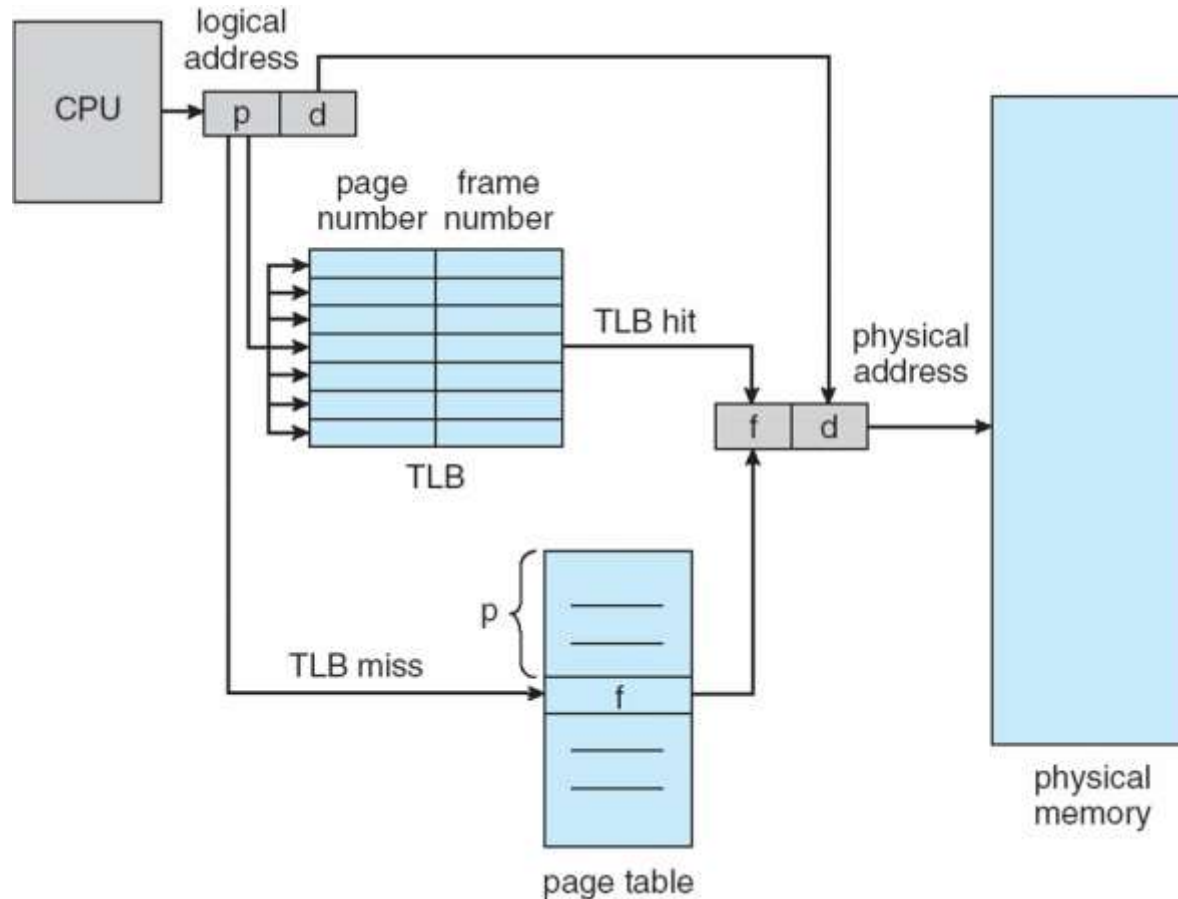 logical
address
CPU
p d
page
number
frame
number
TLB hit
physical
address
f d
TLB
p
TLB miss
f
physical
memory
page table